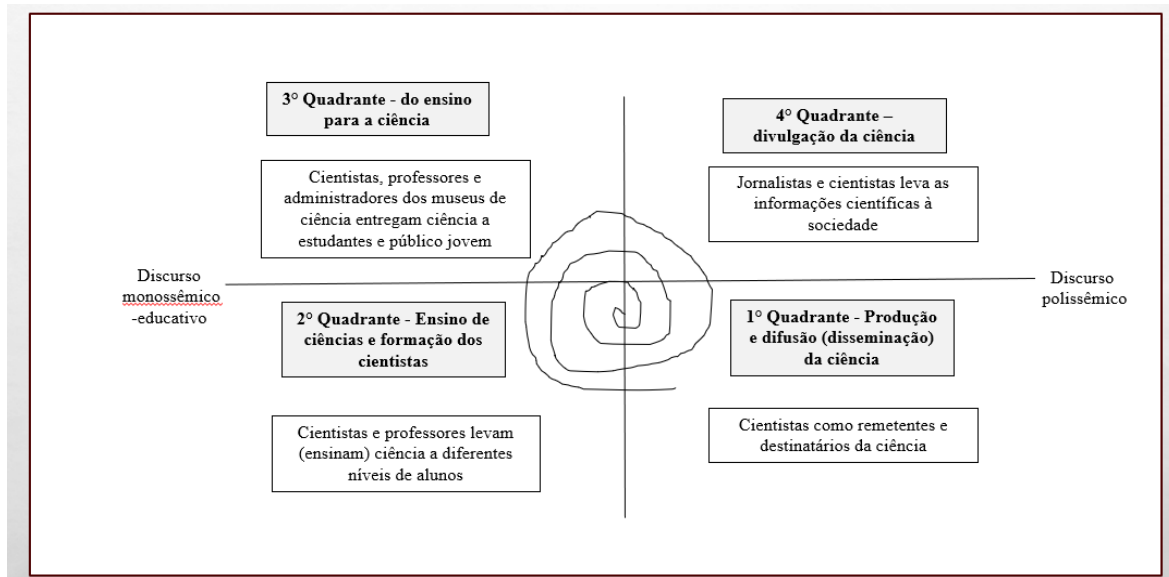 3° Quadrante - do ensino
para a ciência
Cientistas, professores e
administradores dos museus de
ciência entregam ciência a
estudantes e público jovem
4° Quadrante –
divulgação da ciência
Jornalistas e cientistas leva as
informações científicas à
sociedade
Discurso
monossêmico
-educativo
Discurso
polissêmico
2° Quadrante - Ensino de
ciências e formação dos
cientistas
Cientistas e professores levam
(ensinam) ciência a diferentes
níveis de alunos
1° Quadrante - Produção
e difusão (disseminação)
da ciência
Cientistas como remetentes e
destinatários da ciência